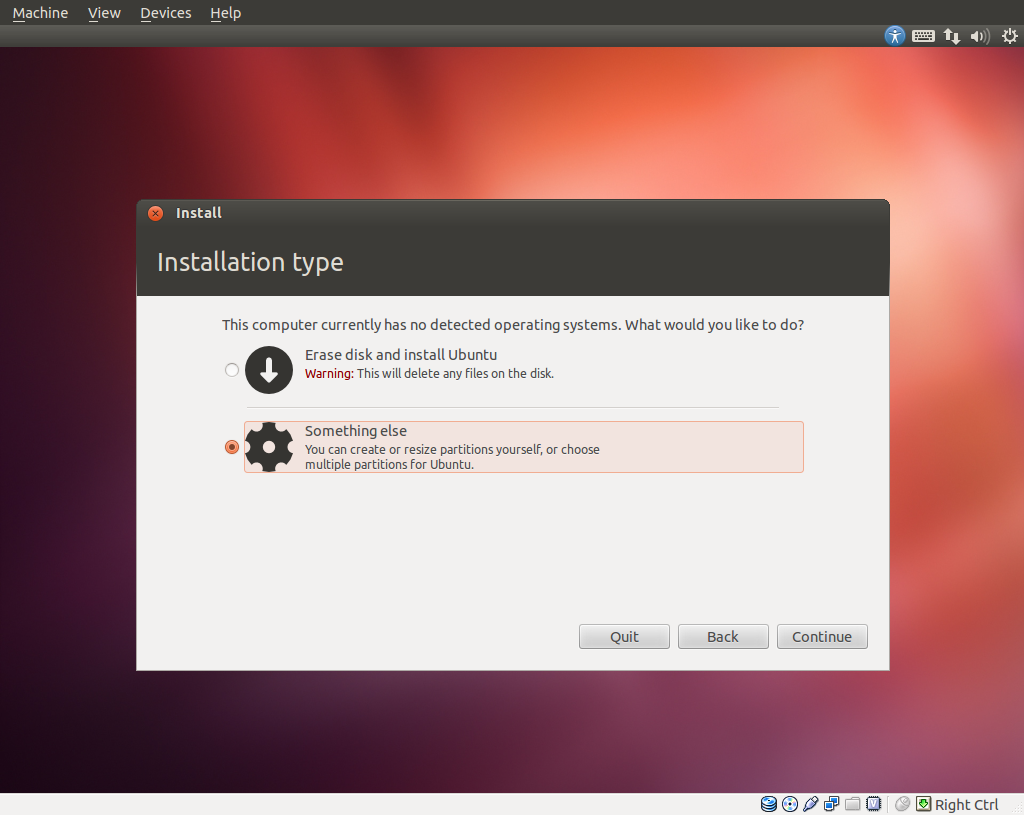 Machine View Devices Help
Install
Installation type
This computer currently has no detected operating systems. What would you like to do?
Erase disk and install Ubuntu
Warning: This will delete any files on the disk.
Something else
You can create or resize partitions yourself, or choose
multiple partitions for Ubuntu.
Quit Back Continue
Right Ctrl